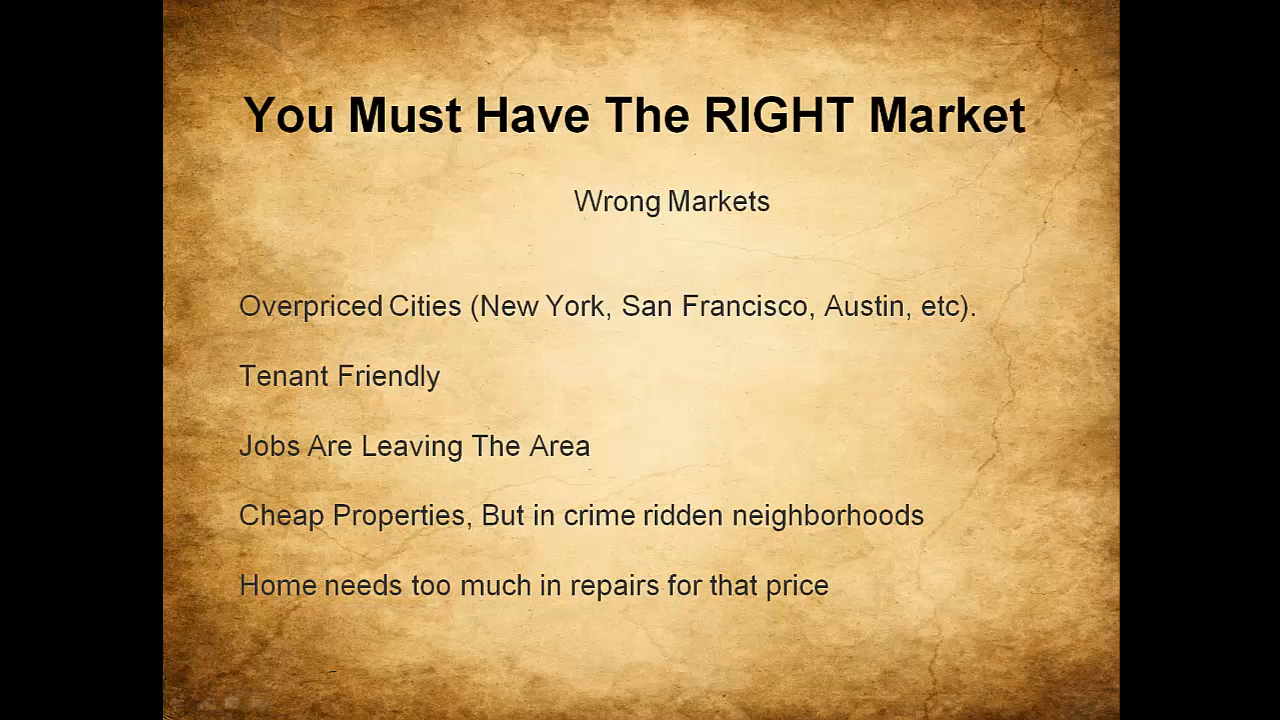 You Must Have The RIGHT Market
Wrong Markets
Overpriced Cities (New York, San Francisco, Austin, etc).
Tenant Friendly
Jobs Are Leaving The Area
Cheap Properties, But in crime ridden neighborhoods
Home needs too much in repairs for that price